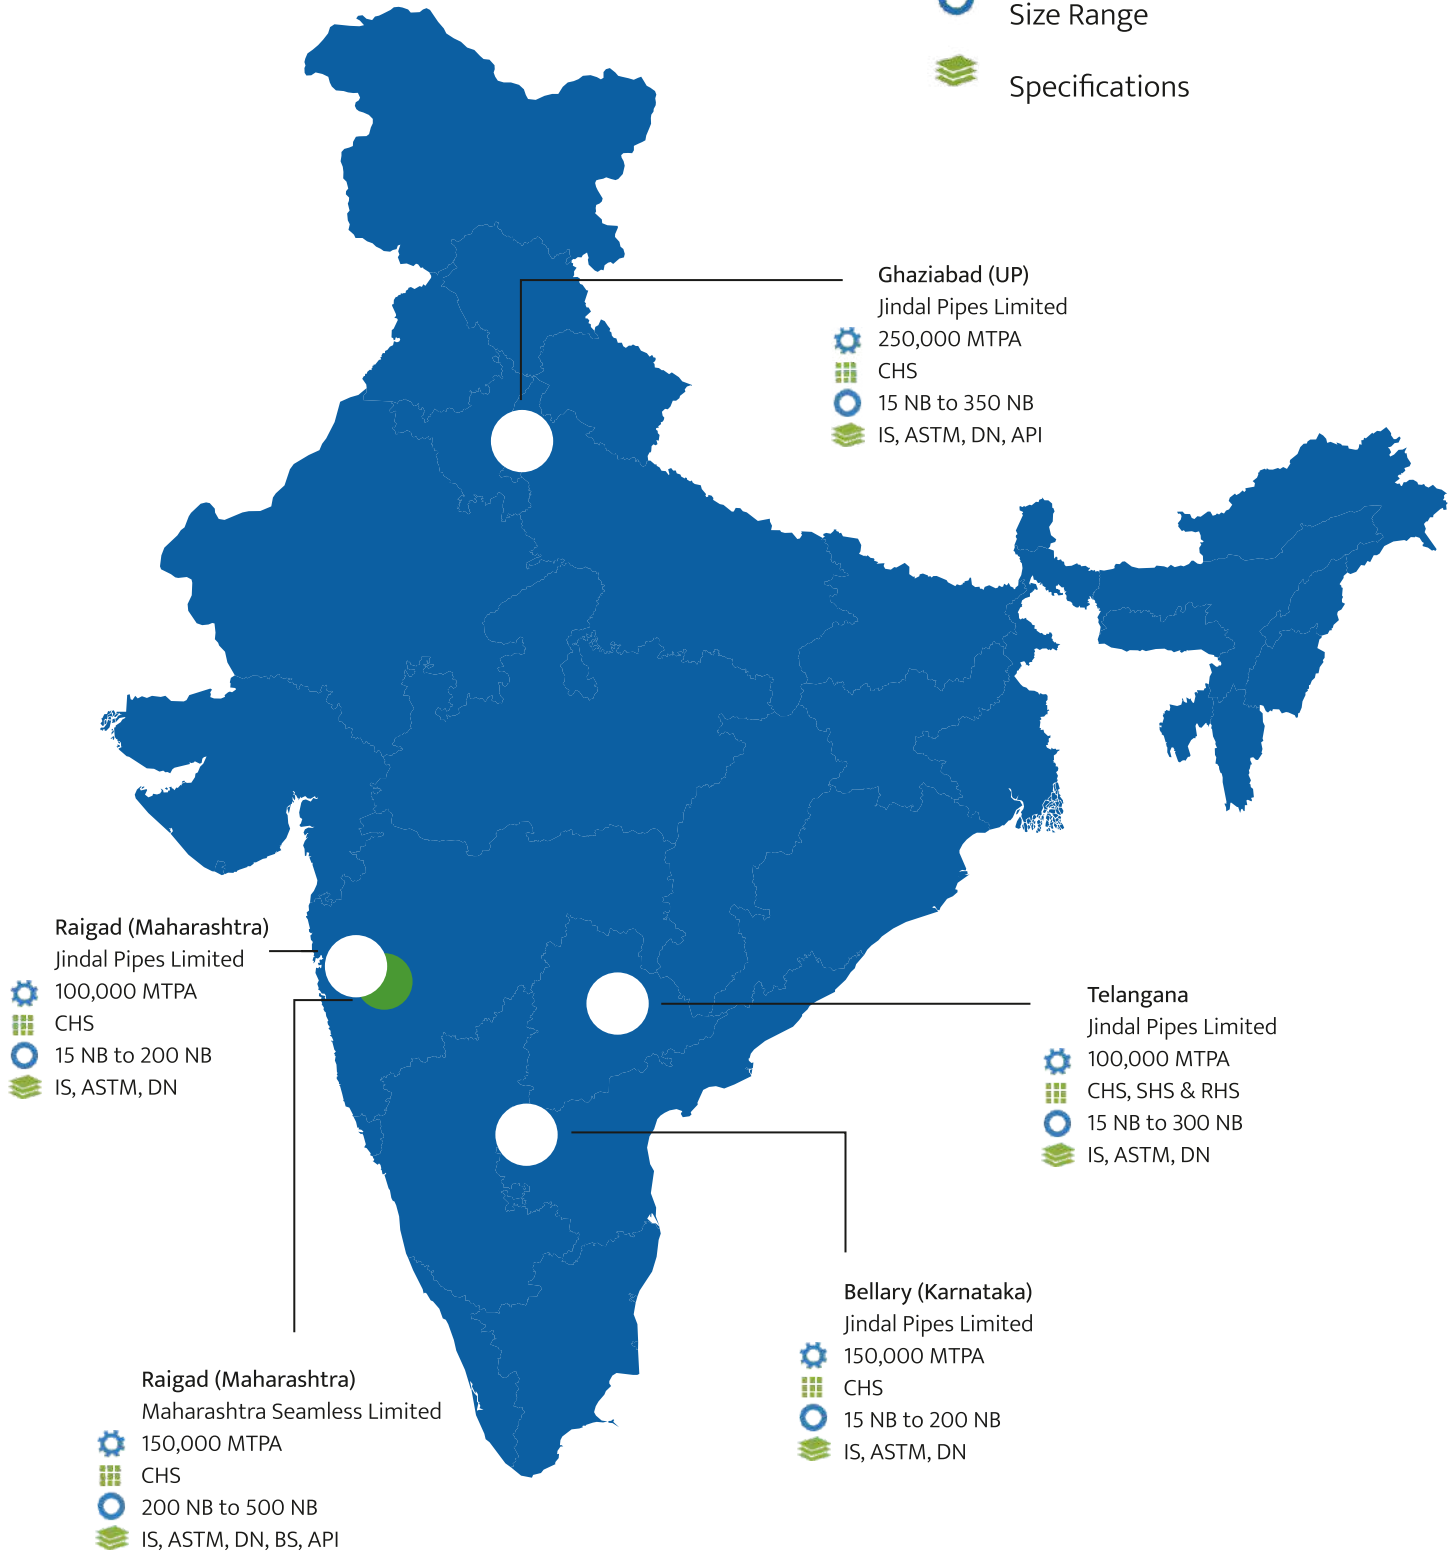 Size Range
Specifications
Ghaziabad (UP)
Jindal Pipes Limited
250,000 MTPA
CHS
15 NB to 350 NB
IS, ASTM, DN, API
Raigad (Maharashtra)
Jindal Pipes Limited
100,000 MTPA
CHS
15 NB to 200 NB
IS, ASTM, DN
Telangana
Jindal Pipes Limited
100,000 MTPA
CHS, SHS & RHS
15 NB to 300 NB
IS, ASTM, DN
Bellary (Karnataka)
Jindal Pipes Limited
150,000 MTPA
CHS
15 NB to 200 NB
IS, ASTM, DN
Raigad (Maharashtra)
Maharashtra Seamless Limited
150,000 MTPA
CHS
200 NB to 500 NB
IS, ASTM, DN, BS, API